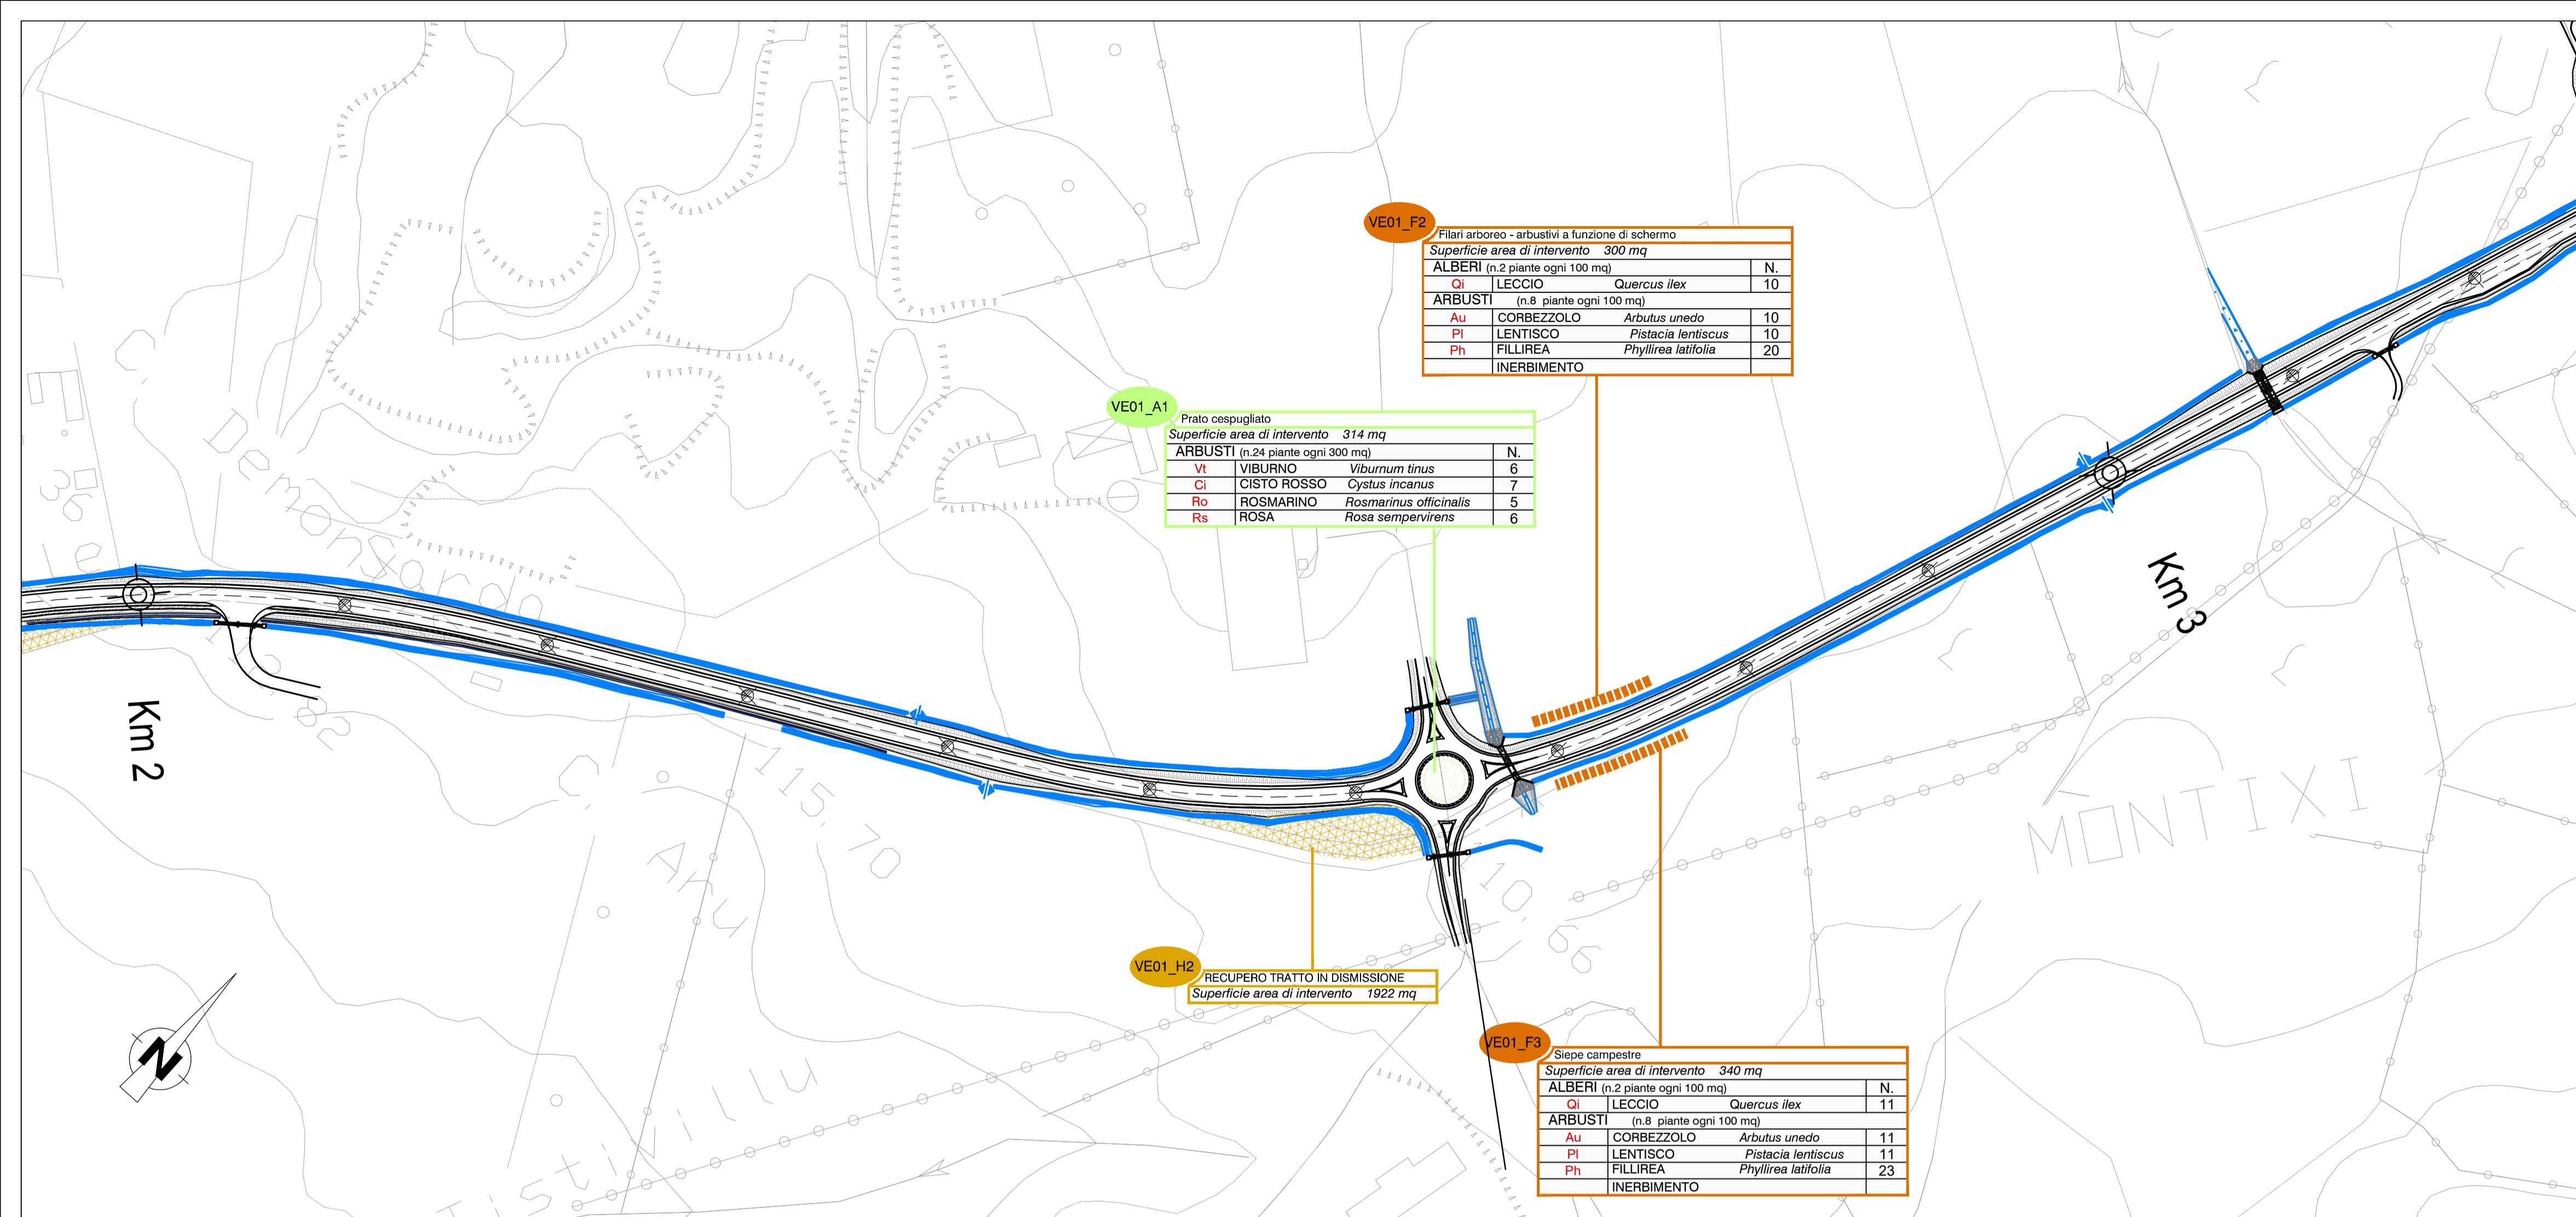 VE01_F2
Filari arboreo - arbustivi a funzione di schermo
Superficie area di intervento 300 mq
ALBERI (n.2 piante ogni 100 mq) N.
Qi LECCIO Quercus ilex 10
ARBUSTI (n.8 piante ogni 100 mq)
Au CORBEZZOLO Arbutus unedo 10
Pl LENTISCO Pistacia lentiscus 10
Ph FILLIREA Phyllirea latifolia 20
INERBIMENTO
VE01_A1
Prato cespugliato
Superficie area di intervento 314 mq
ARBUSTI (n.24 piante ogni 300 mq) N.
Vt VIBURNO Viburnum tinus 6
Ci CISTO ROSSO Cystus incanus 7
Ro ROSMARINO Rosmarinus officinalis 5
Rs ROSA Rosa sempervirens 6
Km 2
Km 3
MONTIXI
VE01_H2
RECUPERO TRATTO IN DISMISSIONE
Superficie area di intervento 1922 mq
N
VE01_F3
Siepe campestre
Superficie area di intervento 340 mq
ALBERI (n.2 piante ogni 100 mq) N.
Qi LECCIO Quercus ilex 11
ARBUSTI (n.8 piante ogni 100 mq)
Au CORBEZZOLO Arbutus unedo 11
Pl LENTISCO Pistacia lentiscus 11
Ph FILLIREA Phyllirea latifolia 23
INERBIMENTO